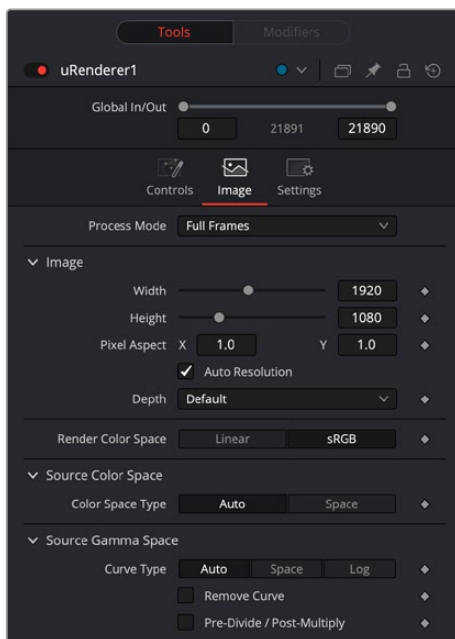 Tools Modifiers
uRenderer1
Global In/Out
0 21891 21890
Controls Image Settings
Process Mode Full Frames
Image
Width 1920
Height 1080
Pixel Aspect X 1.0 Y 1.0
Auto Resolution
Depth Default
Render Color Space Linear sRGB
Source Color Space
Color Space Type Auto Space
Source Gamma Space
Curve Type Auto Space Log
Remove Curve
Pre-Divide / Post-Multiply